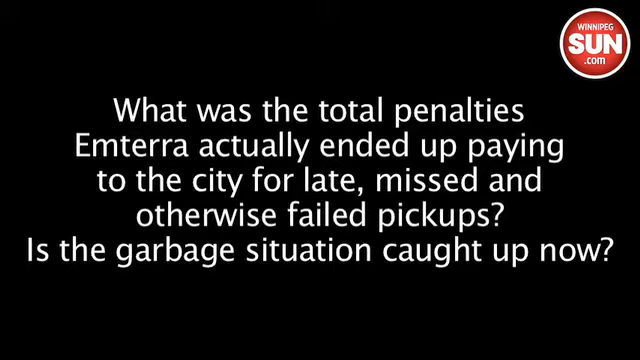 WINNIPEG
SUN
.com
What was the total penalties
Emterra actually ended up paying
to the city for late, missed and
otherwise failed pickups?
Is the garbage situation caught up now?